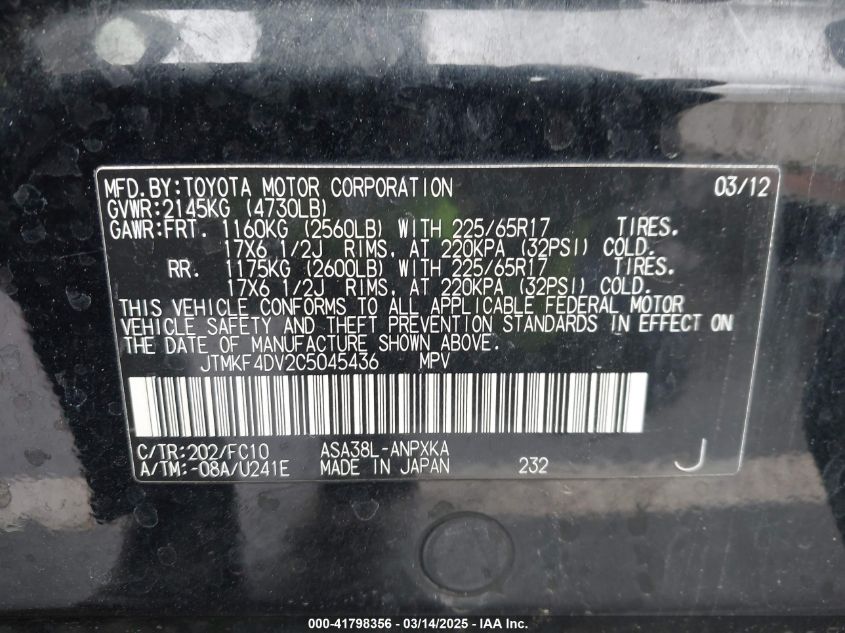 MFD.BY:TOYOTA MOTOR CORPORATION 03/12
GVWR:2145KG (4730LB)
GAWR:FRT. 1160KG (2560LB) WITH 225/65R17 TIRES.
17X6 1/2J RIMS, AT 220KPA (32PSI) COLD.
RR. 1175KG (2600LB) WITH 225/65R17 TIRES.
17X6 1/2J RIMS, AT 220KPA (32PSI) COLD.
THIS VEHICLE CONFORMS TO ALL APPLICABLE FEDERAL MOTOR
VEHICLE SAFETY AND THEFT PREVENTION STANDARDS IN EFFECT ON
THE DATE OF MANUFACTURE SHOWN ABOVE.
JTMKF4DV2C5045436 MPV
C/TR:202/FC10 ASA38L-ANPXKA
A/TM:-08A/U241E MADE IN JAPAN 232 J
000-41798356 - 03/14/2025 - IAA Inc.